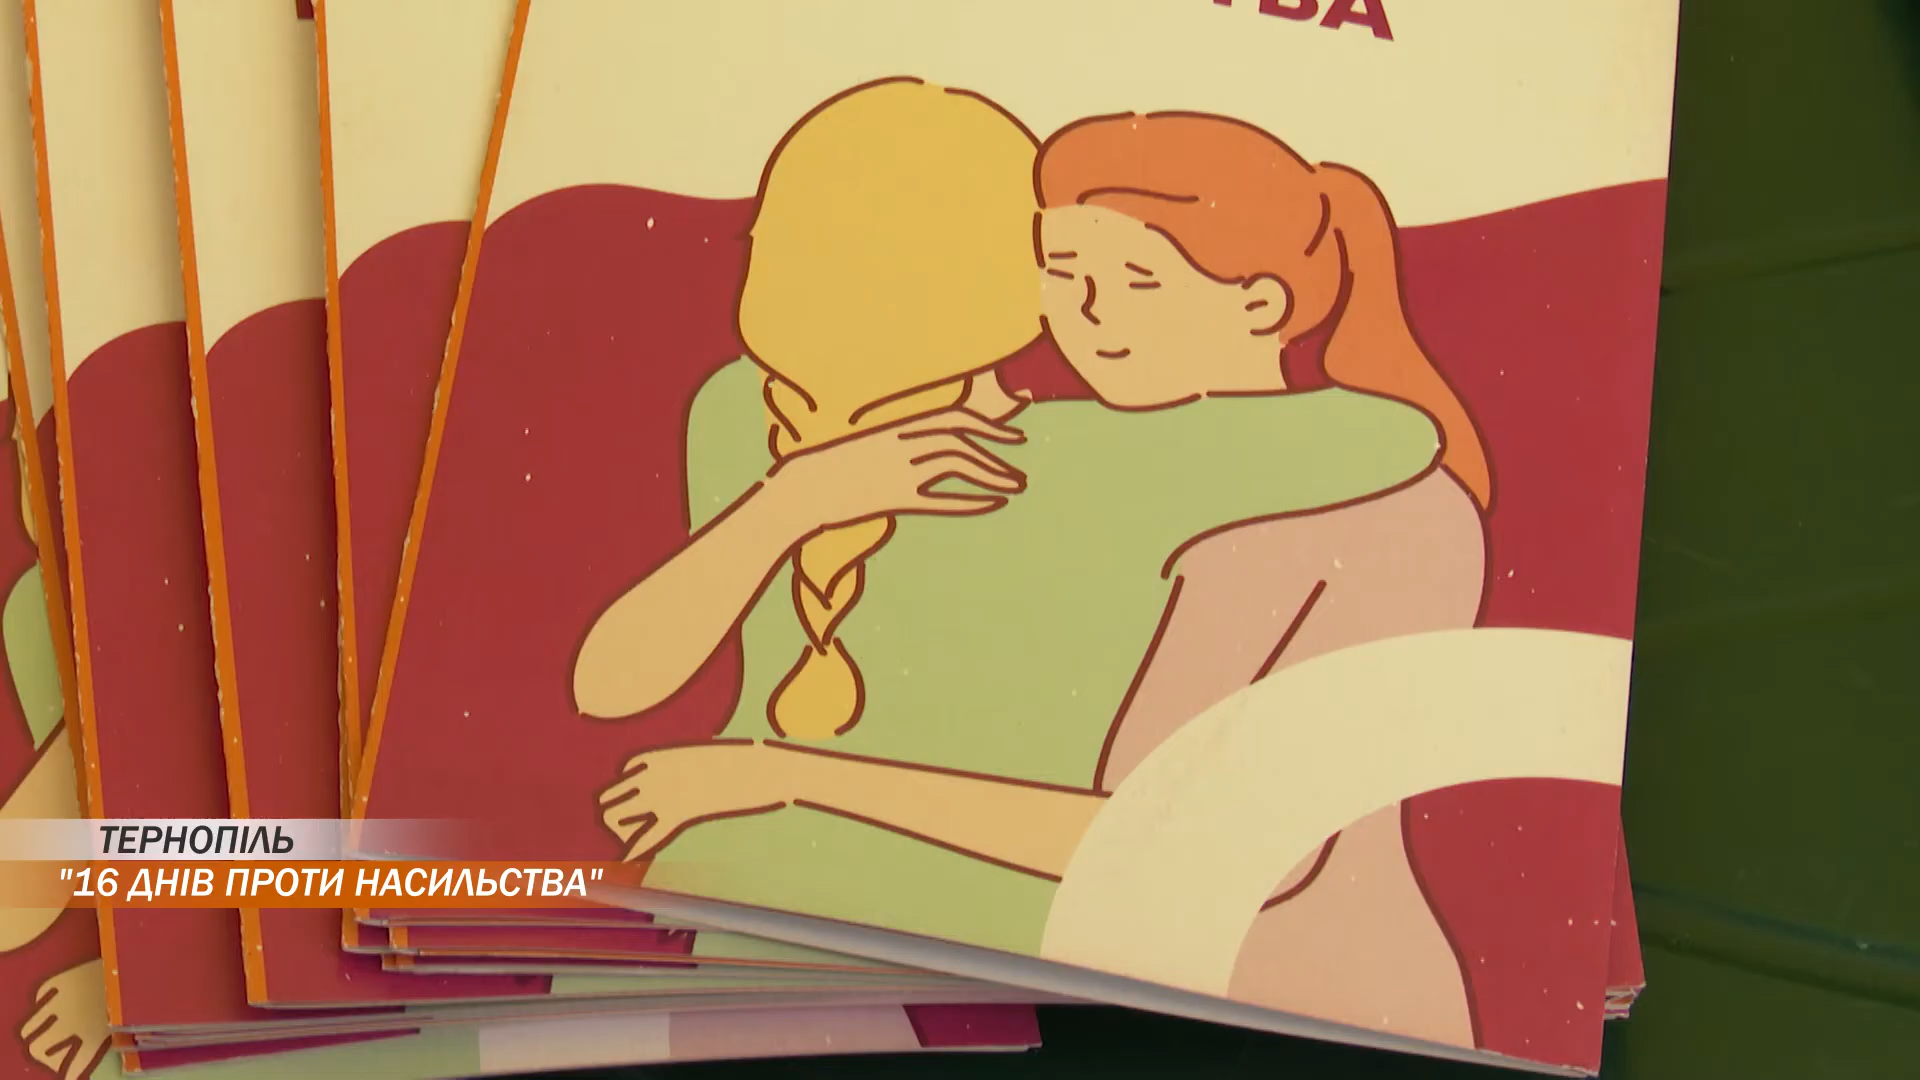 ТЕРНОПІЛЬ
"16 ДНІВ ПРОТИ НАСИЛЬСТВА"